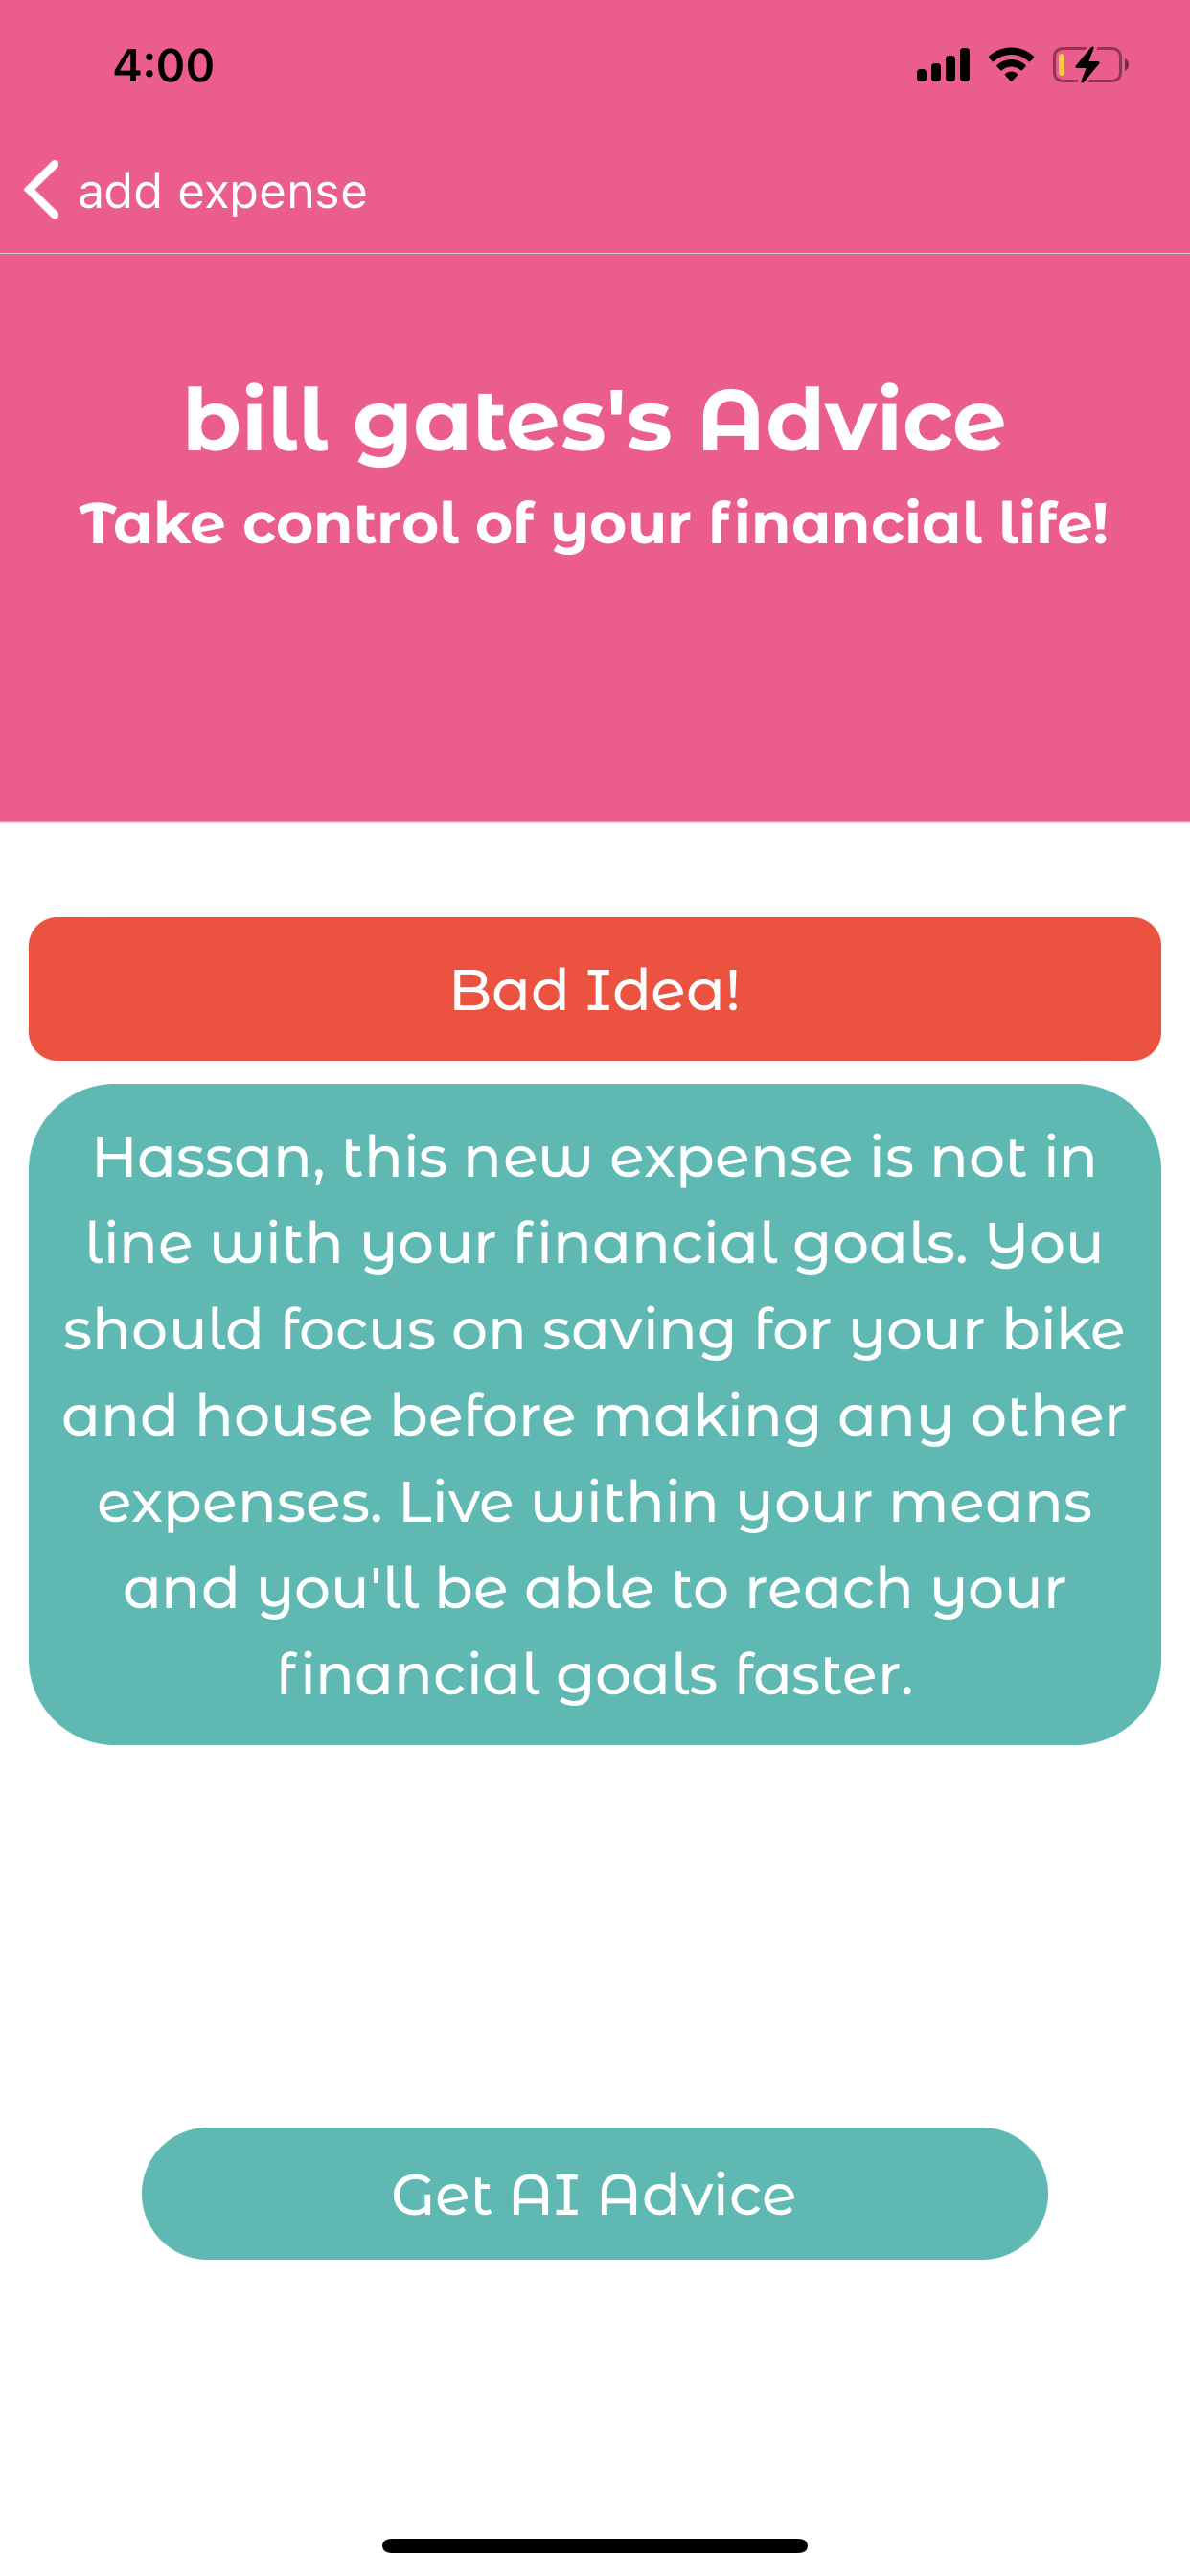 4:00
add expense
bill gates's Advice
Take control of your financial life!
Bad Idea!
Hassan, this new expense is not in
line with your financial goals. You
should focus on saving for your bike
and house before making any other
expenses. Live within your means
and you'll be able to reach your
financial goals faster.
Get AI Advice